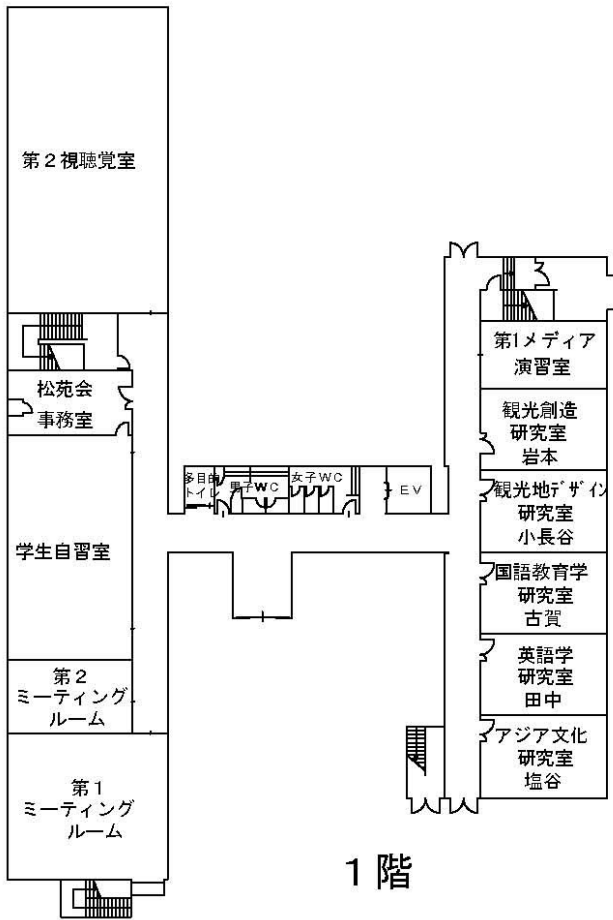 第２視聴覚室
松苑会
事務室
学生自習室
第２
ミーティング
ルーム
第１
ミーティング
ルーム
多目的
トイレ
男子ＷＣ
女子ＷＣ
ＥＶ
第1メディア
演習室
観光創造
研究室
岩本
観光地ﾃﾞｻﾞｲﾝ
研究室
小長谷
国語教育学
研究室
古賀
英語学
研究室
田中
アジア文化
研究室
塩谷
１階